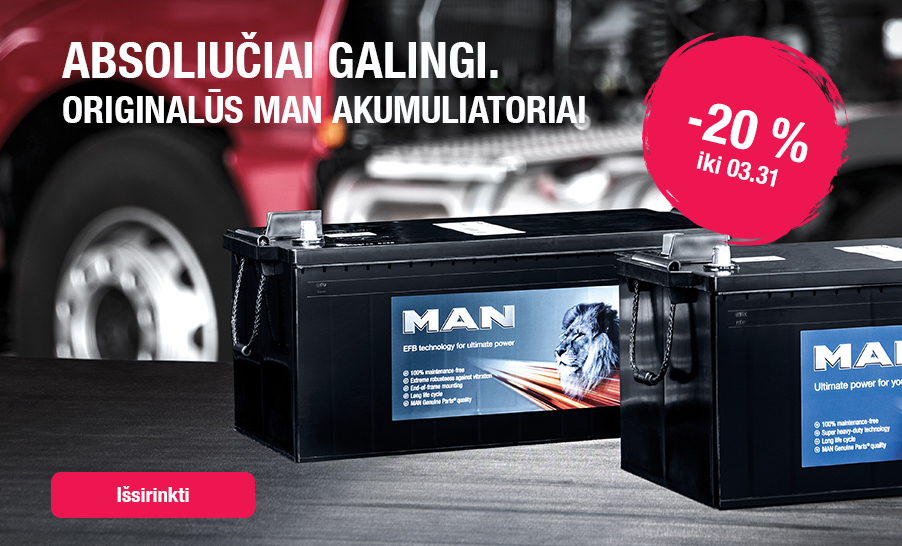 ABSOLIUČIAI GALINGI.
ORIGINALŪS MAN AKUMULIATORIAI
-20 %
iki 03.31
MAN
EFB technology for ultimate power
100% maintenance-free
Extreme robustness against vibration
End-of-frame mounting
Long life cycle
MAN Genuine Parts® quality
MAN
Ultimate power for you
100% maintenance-free
Super heavy-duty technology
Long life cycle
MAN Genuine Parts® quality
Išsirinkti